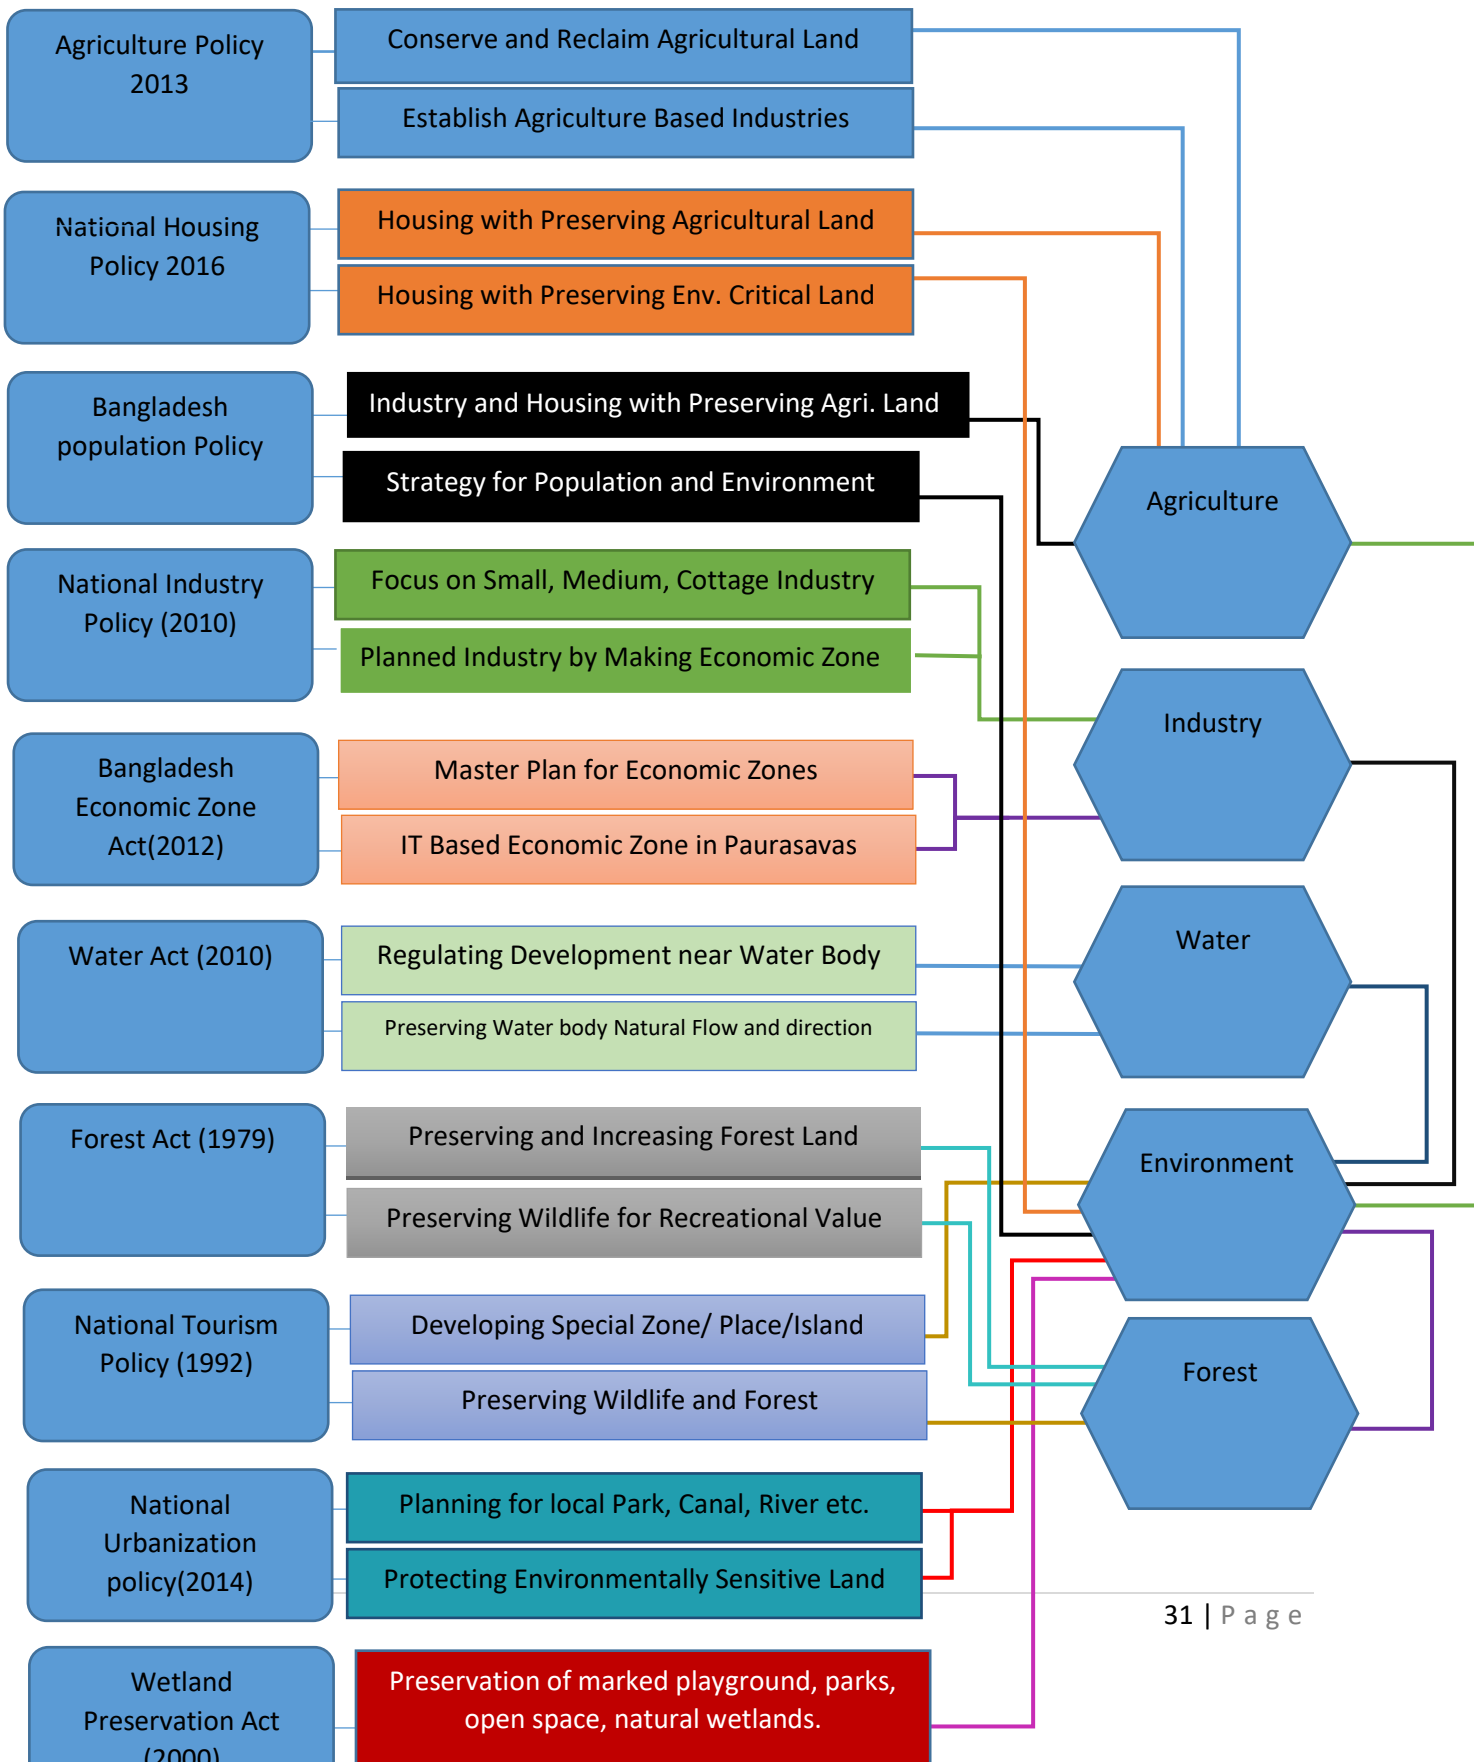 Agriculture Policy
2013
Conserve and Reclaim Agricultural Land
Establish Agriculture Based Industries
National Housing
Policy 2016
Housing with Preserving Agricultural Land
Housing with Preserving Env. Critical Land
Bangladesh
population Policy
Industry and Housing with Preserving Agri. Land
Strategy for Population and Environment
Agriculture
National Industry
Policy (2010)
Focus on Small, Medium, Cottage Industry
Planned Industry by Making Economic Zone
Industry
Bangladesh
Economic Zone
Act(2012)
Master Plan for Economic Zones
IT Based Economic Zone in Paurasavas
Water Act (2010)
Regulating Development near Water Body
Preserving Water body Natural Flow and direction
Water
Forest Act (1979)
Preserving and Increasing Forest Land
Preserving Wildlife for Recreational Value
Environment
National Tourism
Policy (1992)
Developing Special Zone/ Place/Island
Preserving Wildlife and Forest
Forest
National
Urbanization
policy(2014)
Planning for local Park, Canal, River etc.
Protecting Environmentally Sensitive Land
31 | Page
Wetland
Preservation Act
(2000)
Preservation of marked playground, parks,
open space, natural wetlands.